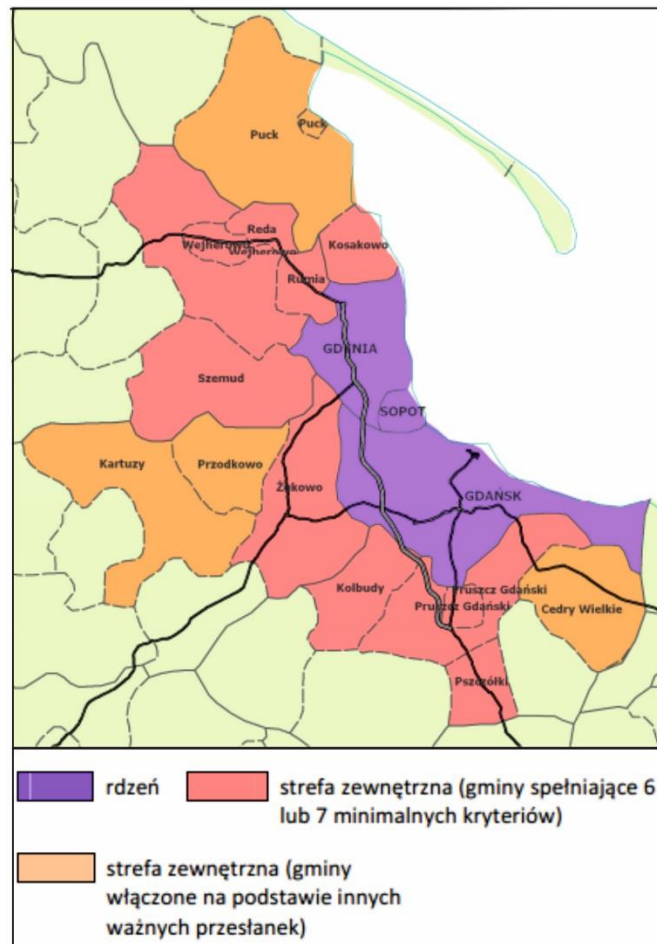 Puck
Puck
Reda
Wejherowo
Wejherowo
Kosakowo
Rumia
GDYNIA
Szemud
SOPOT
Kartuzy
Przodkowo
Żukowo
GDAŃSK
Kolbudy
Pruszcz Gdański
Pruszcz Gdański
Cedry Wielkie
Pszczółki
rdzeń
strefa zewnętrzna (gminy spełniające 6
lub 7 minimalnych kryteriów)
strefa zewnętrzna (gminy
włączone na podstawie innych
ważnych przesłanek)